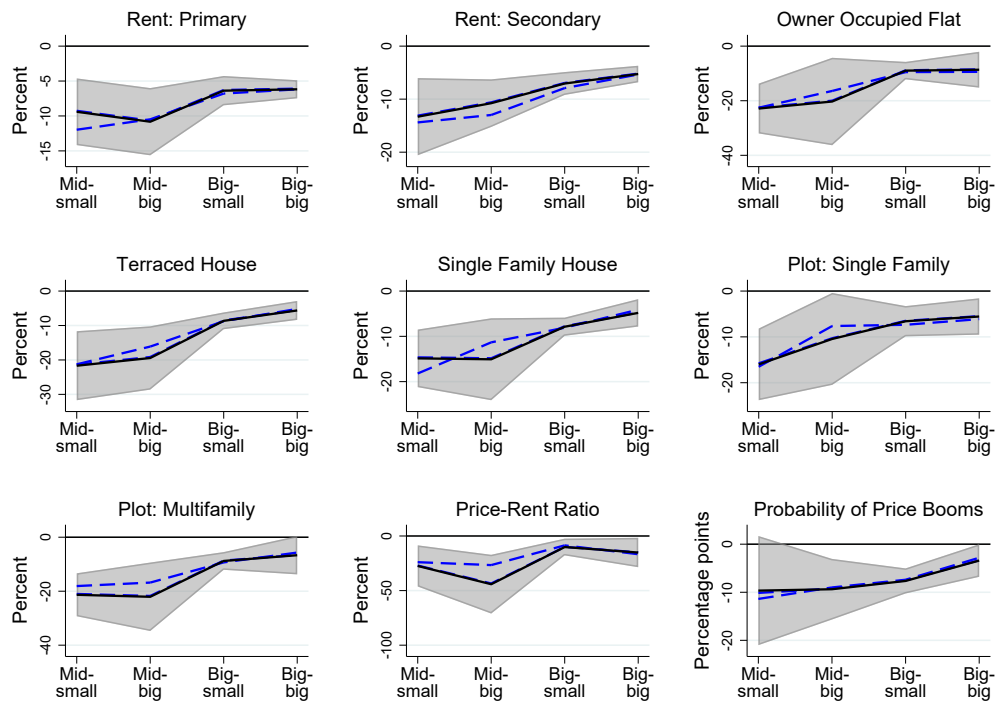 Rent: Primary
Percent
0
-5
-10
-15
Mid-
small
Mid-
big
Big-
small
Big-
big
Rent: Secondary
Percent
0
-10
-20
Mid-
small
Mid-
big
Big-
small
Big-
big
Owner Occupied Flat
Percent
0
-20
-40
Mid-
small
Mid-
big
Big-
small
Big-
big
Terraced House
Percent
0
-10
-20
-30
Mid-
small
Mid-
big
Big-
small
Big-
big
Single Family House
Percent
0
-10
-20
Mid-
small
Mid-
big
Big-
small
Big-
big
Plot: Single Family
Percent
0
-10
-20
Mid-
small
Mid-
big
Big-
small
Big-
big
Plot: Multifamily
Percent
0
-20
-40
Mid-
small
Mid-
big
Big-
small
Big-
big
Price-Rent Ratio
Percent
0
-50
-100
Mid-
small
Mid-
big
Big-
small
Big-
big
Probability of Price Booms
Percentage points
0
-10
-20
Mid-
small
Mid-
big
Big-
small
Big-
big